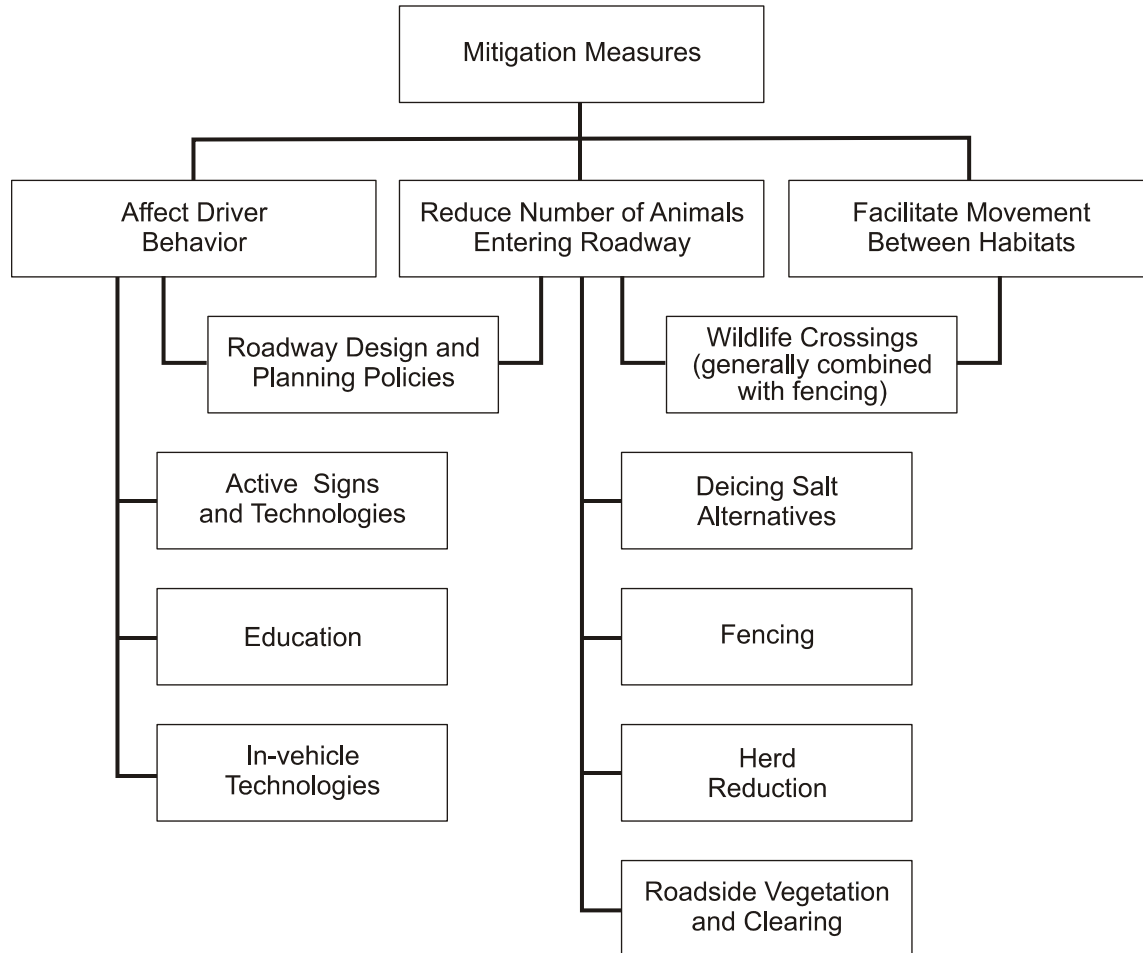 Mitigation Measures
Affect Driver
Behavior
Reduce Number of Animals
Entering Roadway
Facilitate Movement
Between Habitats
Roadway Design and
Planning Policies
Wildlife Crossings
(generally combined
with fencing)
Active Signs
and Technologies
Deicing Salt
Alternatives
Education
Fencing
In-vehicle
Technologies
Herd
Reduction
Roadside Vegetation
and Clearing